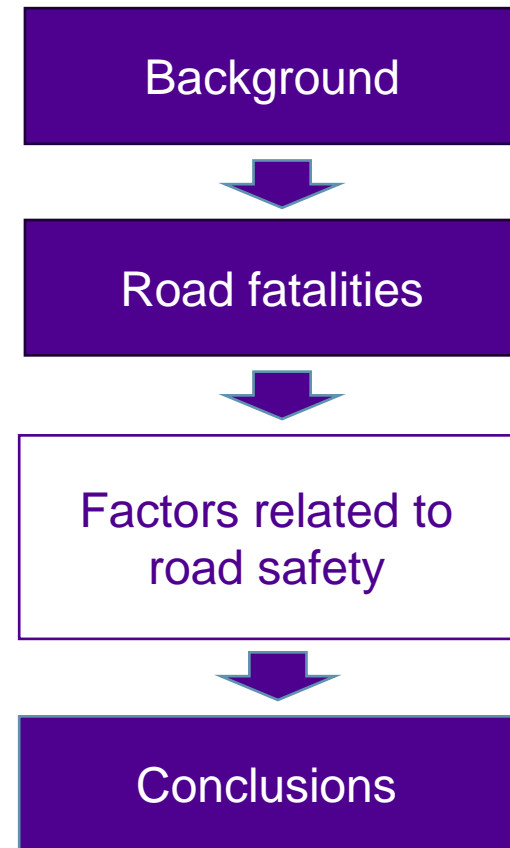 Background
Road fatalities
Factors related to
road safety
Conclusions